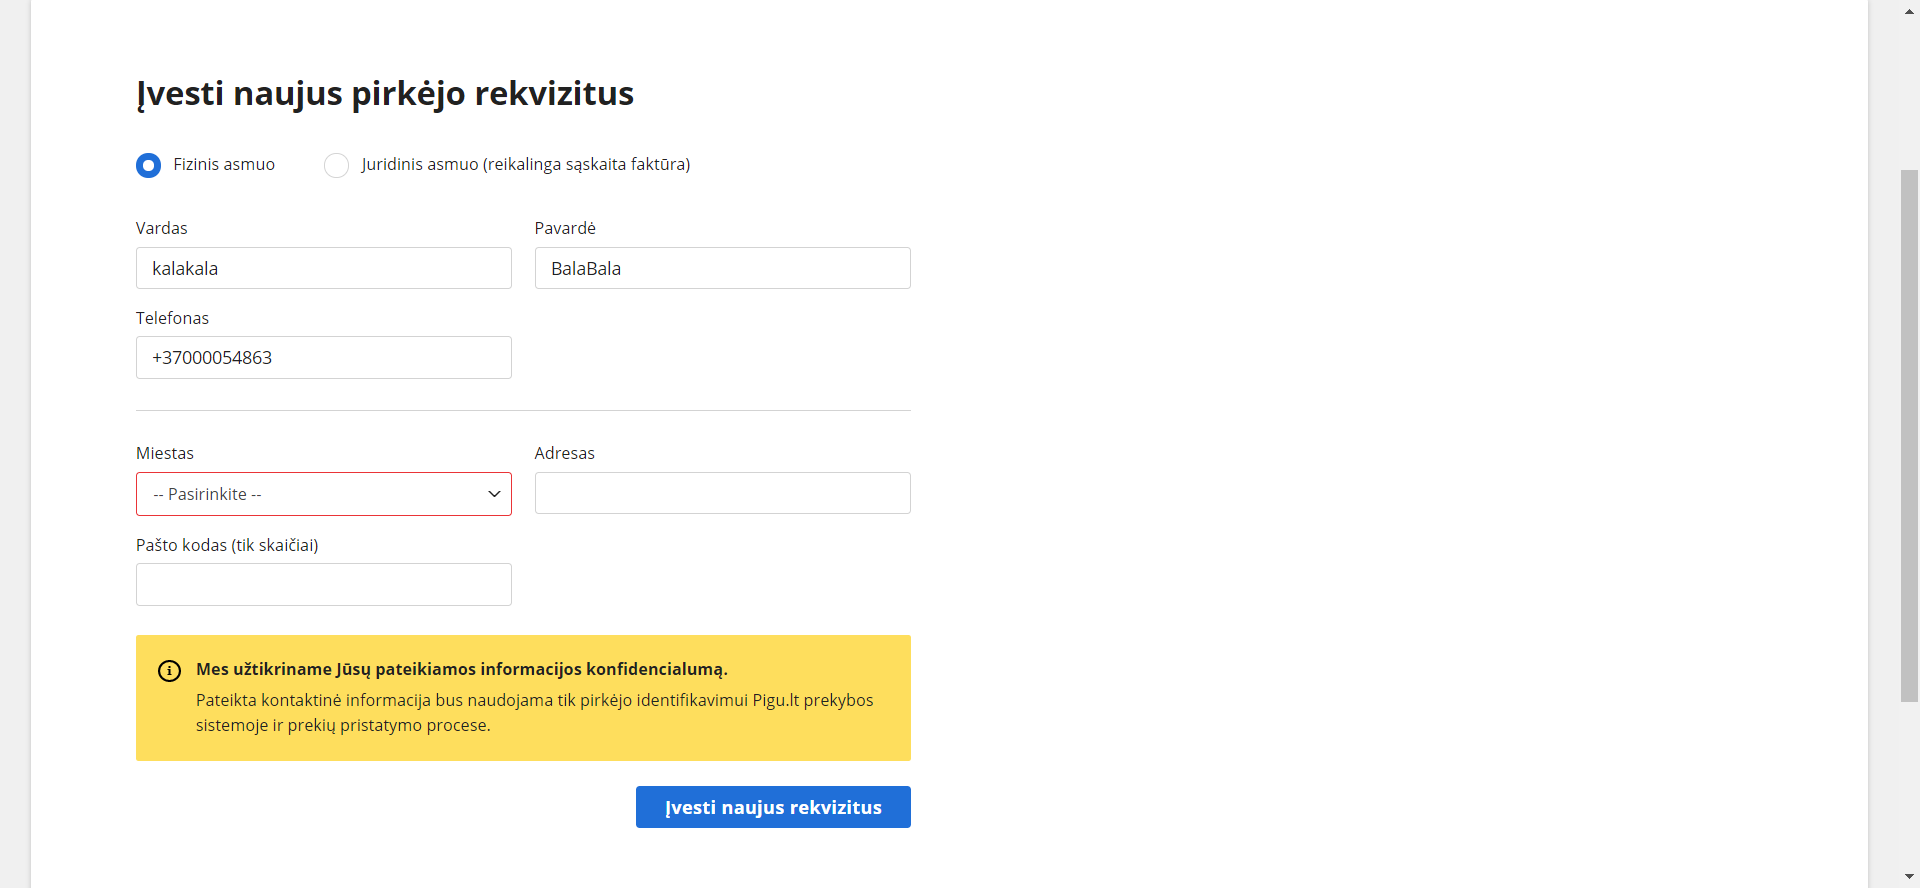 Įvesti naujus pirkėjo rekvizitus
Fizinis asmuo
Juridinis asmuo (reikalinga sąskaita faktūra)
Vardas
Pavardė
kalakala
BalaBala
Telefonas
+37000054863
Miestas
Adresas
-- Pasirinkite --
Pašto kodas (tik skaičiai)
Mes užtikriname Jūsų pateikiamos informacijos konfidencialumą.
Pateikta kontaktinė informacija bus naudojama tik pirkėjo identifikavimui Pigu.lt prekybos
sistemoje ir prekių pristatymo procese.
Įvesti naujus rekvizitus